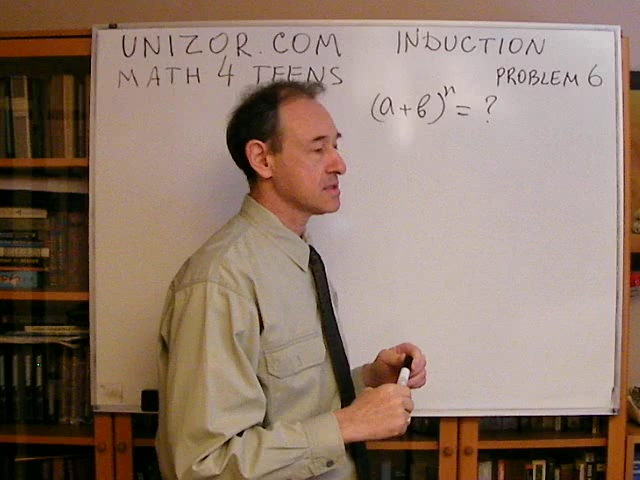 UNIZOR.COM INDUCTION
MATH 4 TEENS PROBLEM 6
(a+b)^n = ?